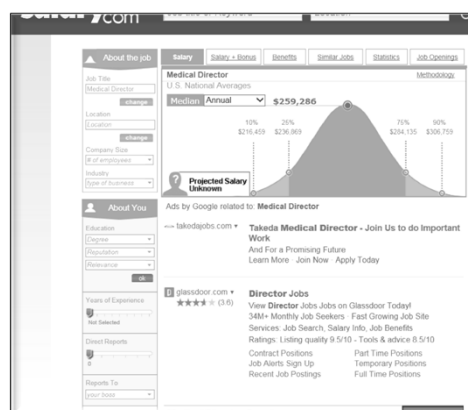 salary.com
Location
About the job
Salary
Salary + Bonus
Benefits
Similar Jobs
Statistics
Job Openings
Job Title
Medical Director
change
Location
Location
change
Company Size
# of employees
Industry
type of business
Medical Director
Methodology
U.S. National Averages
Median Annual $259,286
10% 25% 75% 90%
$216,459 $236,869 $284,135 $308,759
Projected Salary
Unknown
About You
Education
Degree
Reputation
Relevance
ok
Years of Experience
Not Selected
Direct Reports
0
Reports To
your boss
Ads by Google related to: Medical Director
takedajobs.com
Takeda Medical Director - Join Us to do Important
Work
And For a Promising Future
Learn More · Join Now · Apply Today
glassdoor.com
(3.6)
Director Jobs
View Director Jobs Jobs on Glassdoor Today!
34M+ Monthly Job Seekers · Fast Growing Job Site
Services: Job Search, Salary Info, Job Benefits
Ratings: Listing quality 9.5/10 - Tools & advice 8.5/10
Contract Positions Part Time Positions
Job Alerts Sign Up Temporary Positions
Recent Job Postings Full Time Positions